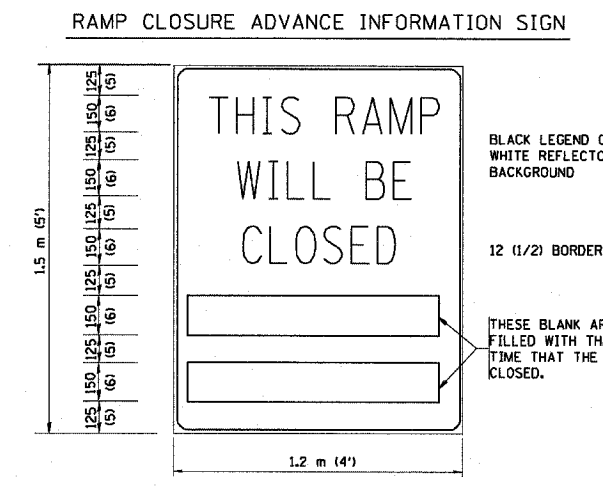 RAMP CLOSURE ADVANCE INFORMATION SIGN
125 (5)
150 (6)
125 (5)
150 (6)
125 (5)
150 (6)
125 (5)
150 (6)
125 (5)
150 (6)
125 (5)
1.5 m (5')
THIS RAMP
WILL BE
CLOSED
BLACK LEGEND
WHITE
BACKGROUND
12 (1/2) BORDER
THESE BLANK
FILLED WITH
TIME THAT THE
CLOSED.
1.2 m (4')